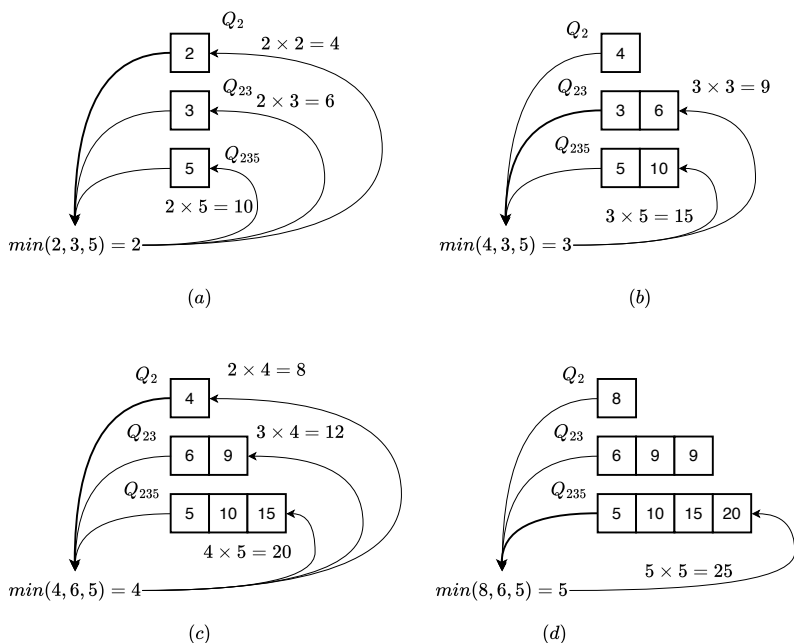 Q2
2
2 × 2 = 4
Q23
3
2 × 3 = 6
Q235
5
2 × 5 = 10
min(2, 3, 5) = 2
(a)
Q2
4
Q23
3 6
3 × 3 = 9
Q235
5 10
3 × 5 = 15
min(4, 3, 5) = 3
(b)
Q2
4
2 × 4 = 8
Q23
6 9
3 × 4 = 12
Q235
5 10 15
4 × 5 = 20
min(4, 6, 5) = 4
(c)
Q2
8
Q23
6 9 9
Q235
5 10 15 20
5 × 5 = 25
min(8, 6, 5) = 5
(d)